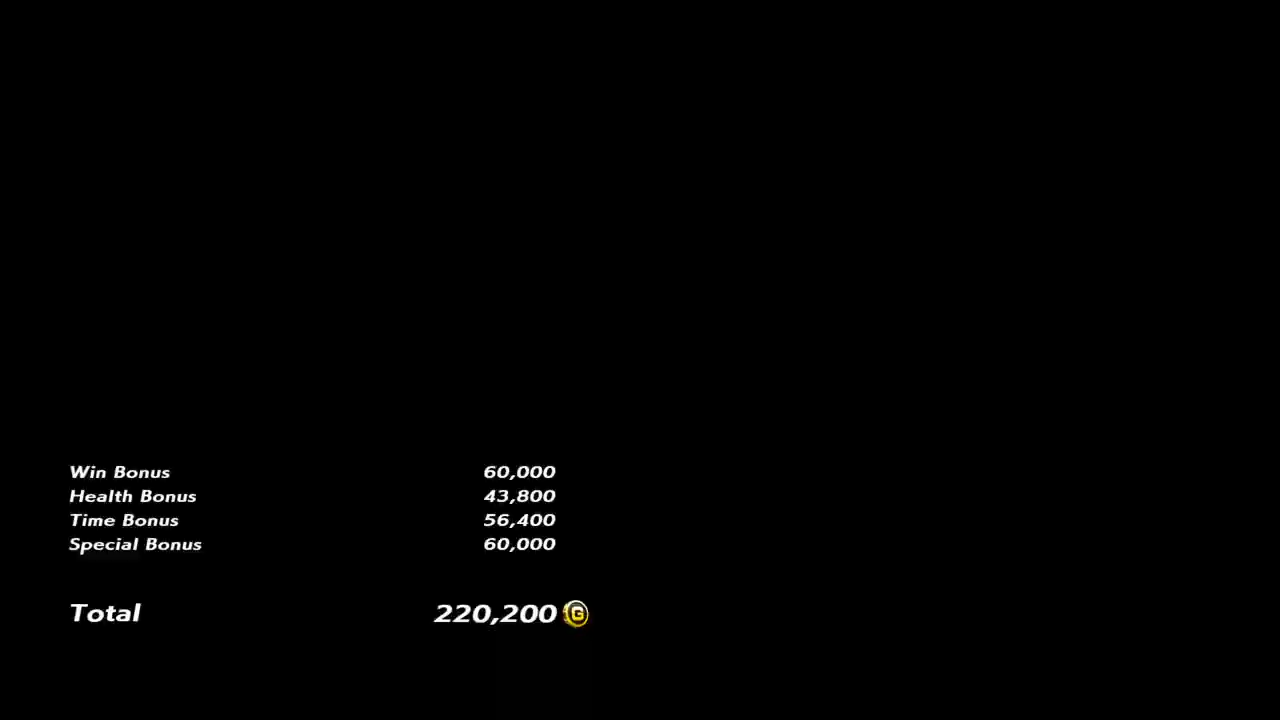 Win Bonus 60,000
Health Bonus 43,800
Time Bonus 56,400
Special Bonus 60,000
Total 220,200 G